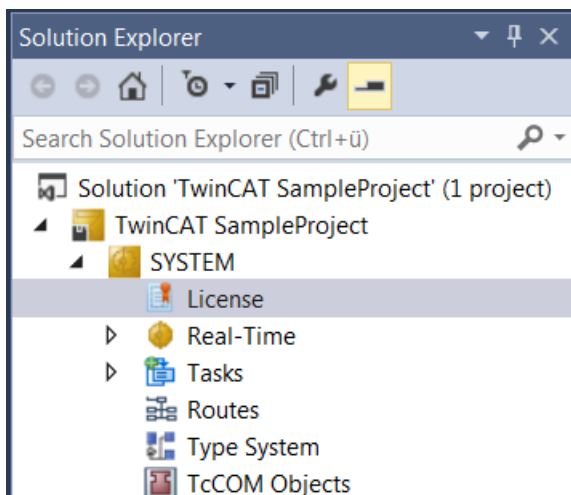 Solution Explorer
Search Solution Explorer (Ctrl+ü)
Solution 'TwinCAT SampleProject' (1 project)
TwinCAT SampleProject
SYSTEM
License
Real-Time
Tasks
Routes
Type System
TcCOM Objects